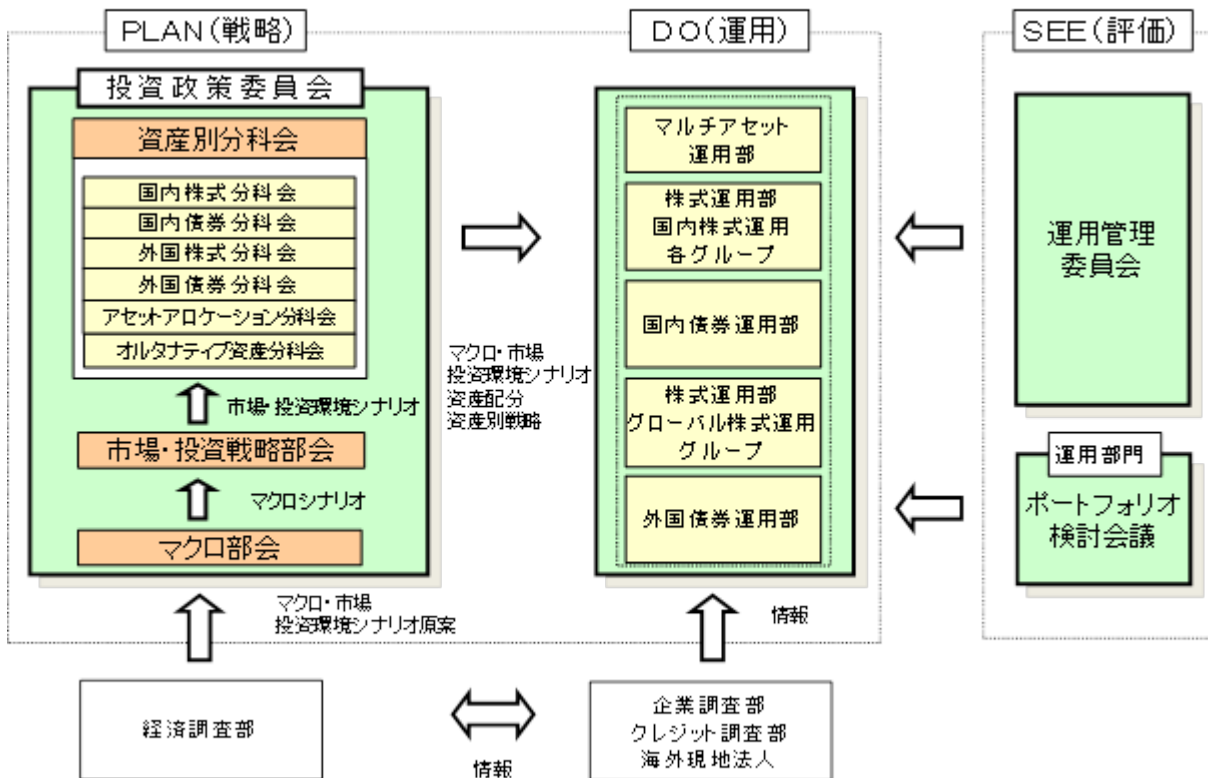 PLAN(戦略)
投資政策委員会
資産別分科会
国内株式分科会
国内債券分科会
外国株式分科会
外国債券分科会
アセットアロケーション分科会
オルタナティブ資産分科会
市場・投資環境シナリオ
市場・投資戦略部会
マクロシナリオ
マクロ部会
マクロ・市場
投資環境シナリオ原案
経済調査部
マクロ・市場
投資環境シナリオ
資産配分
資産別戦略
DO(運用)
マルチアセット
運用部
株式運用部
国内株式運用
各グループ
国内債券運用部
株式運用部
グローバル株式運用
グループ
外国債券運用部
情報
企業調査部
クレジット調査部
海外現地法人
情報
SEE(評価)
運用管理
委員会
運用部門
ポートフォリオ
検討会議